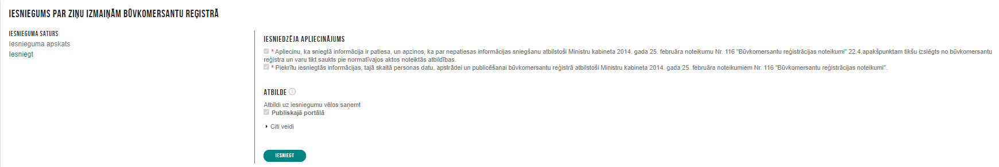 IESNIEGUMS PAR ZIŅU IZMAIŅĀM BŪVKOMERSANTU REĢISTRĀ
IESNIEGUMA SATURS
Iesnieguma apskats
Iesniegt
IESNIEDZĒJA APLIECINĀJUMS
* Apliecinu, ka sniegtā informācija ir patiesa, un apzinos, ka par nepatiesas informācijas sniegšanu atbilstoši Ministru kabineta 2014. gada 25. februāra noteikumu Nr. 116 "Būvkomersantu reģistrācijas noteikumi" 22.4.apakšpunktam tikšu izslēgts no būvkomersantu
reģistra un varu tikt saukts pie normatīvajos aktos noteiktās atbildības.
* Piekrītu iesniegtās informācijas, tajā skaitā personas datu, apstrādei un publicēšanai būvkomersantu reģistrā atbilstoši Ministru kabineta 2014. gada 25. februāra noteikumiem Nr. 116 "Būvkomersantu reģistrācijas noteikumi".
ATBILDE
Atbildi uz iesniegumu vēlos saņemt
Publiskajā portālā
Citi veidi
IESNIEGT